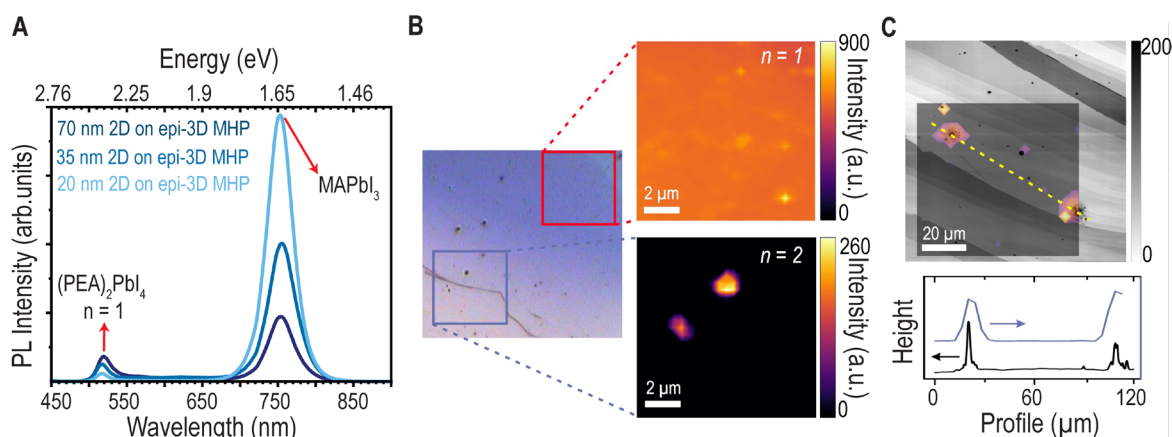 A
Energy (eV)
2.76 2.25 1.9 1.65 1.46
70 nm 2D on epi-3D MHP
35 nm 2D on epi-3D MHP
20 nm 2D on epi-3D MHP
MAPbI₃
(PEA)₂PbI₄
n = 1
PL Intensity (arb.units)
450 550 650 750 850
Wavelength (nm)
B
n = 1
2 µm
900
Intensity (a.u.)
0
n = 2
2 µm
260
Intensity (a.u.)
0
C
200
20 µm
0
Height
0 40 80 120
Profile (µm)